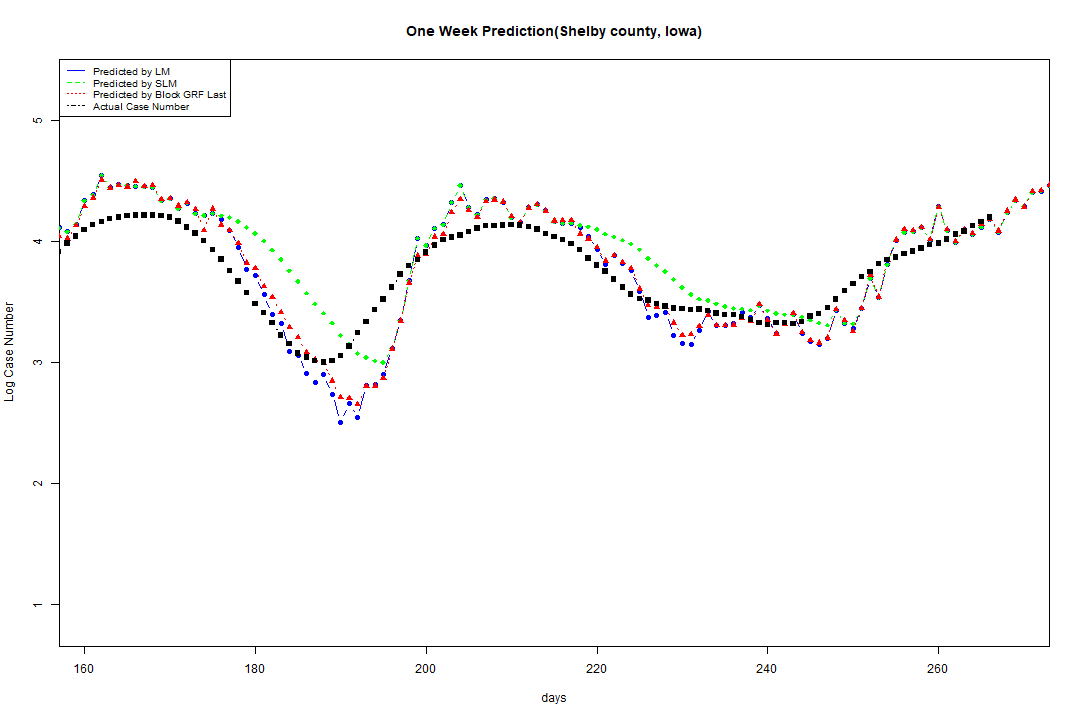 One Week Prediction(Shelby county, Iowa)
Predicted by LM
Predicted by SLM
Predicted by Block GRF Last
Actual Case Number
5
4
3
2
1
Log Case Number
160 180 200 220 240 260
days